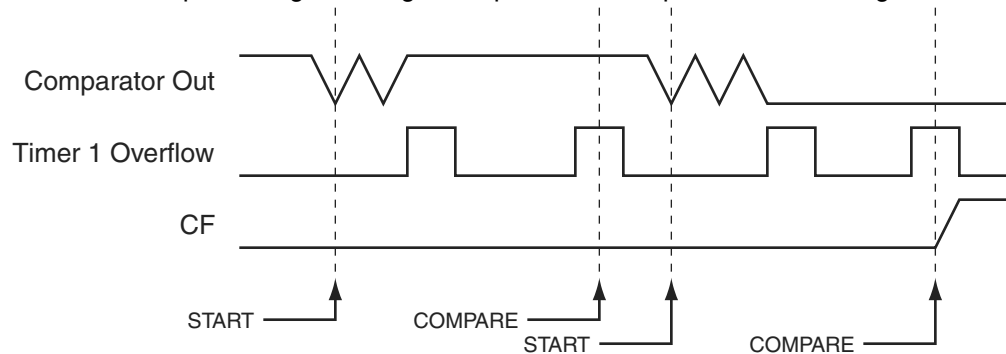 Comparator Out
Timer 1 Overflow
CF
START
COMPARE
START
COMPARE